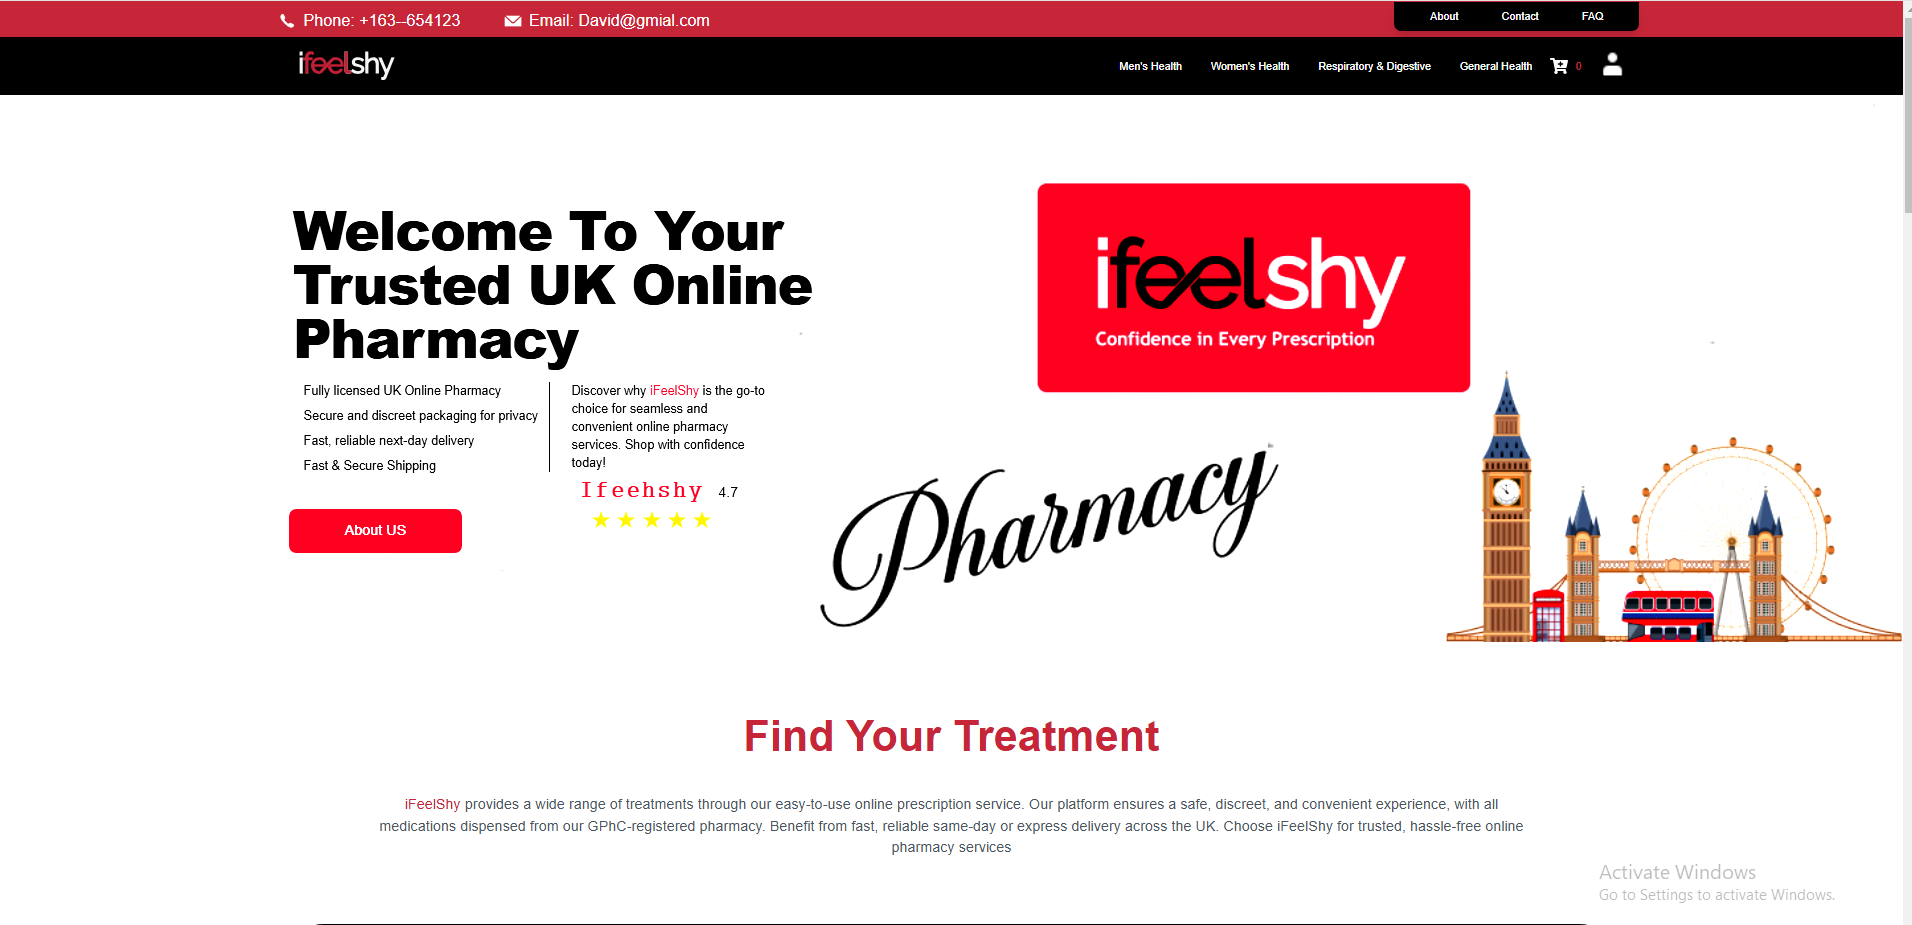 Phone: +163--654123
Email: David@gmial.com
About
Contact
FAQ
ifeelshy
Men's Health
Women's Health
Respiratory & Digestive
General Health
0
Welcome To Your
Trusted UK Online
Pharmacy
Fully licensed UK Online Pharmacy
Secure and discreet packaging for privacy
Fast, reliable next-day delivery
Fast & Secure Shipping
Discover why iFeelShy is the go-to
choice for seamless and
convenient online pharmacy
services. Shop with confidence
today!
Ifeehshy 4.7
About US
ifeelshy
Confidence in Every Prescription
Pharmacy
Find Your Treatment
iFeelShy provides a wide range of treatments through our easy-to-use online prescription service. Our platform ensures a safe, discreet, and convenient experience, with all
medications dispensed from our GPhC-registered pharmacy. Benefit from fast, reliable same-day or express delivery across the UK. Choose iFeelShy for trusted, hassle-free online
pharmacy services
Activate Windows
Go to Settings to activate Windows.